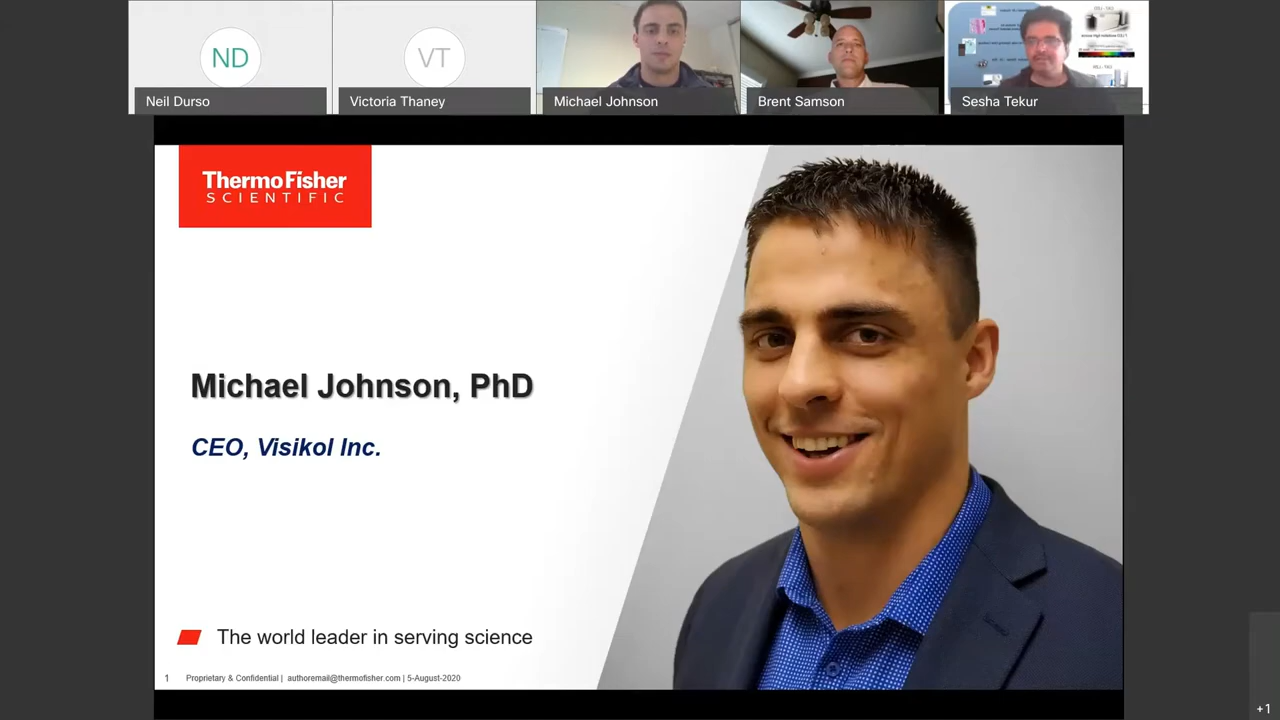 ND
VT
Neil Durso
Victoria Thaney
Michael Johnson
Brent Samson
Sesha Tekur
ThermoFisher
SCIENTIFIC
Michael Johnson, PhD
CEO, Visikol Inc.
The world leader in serving science
1 Proprietary & Confidential | authoremail@thermofisher.com | 5-August-2020
+1